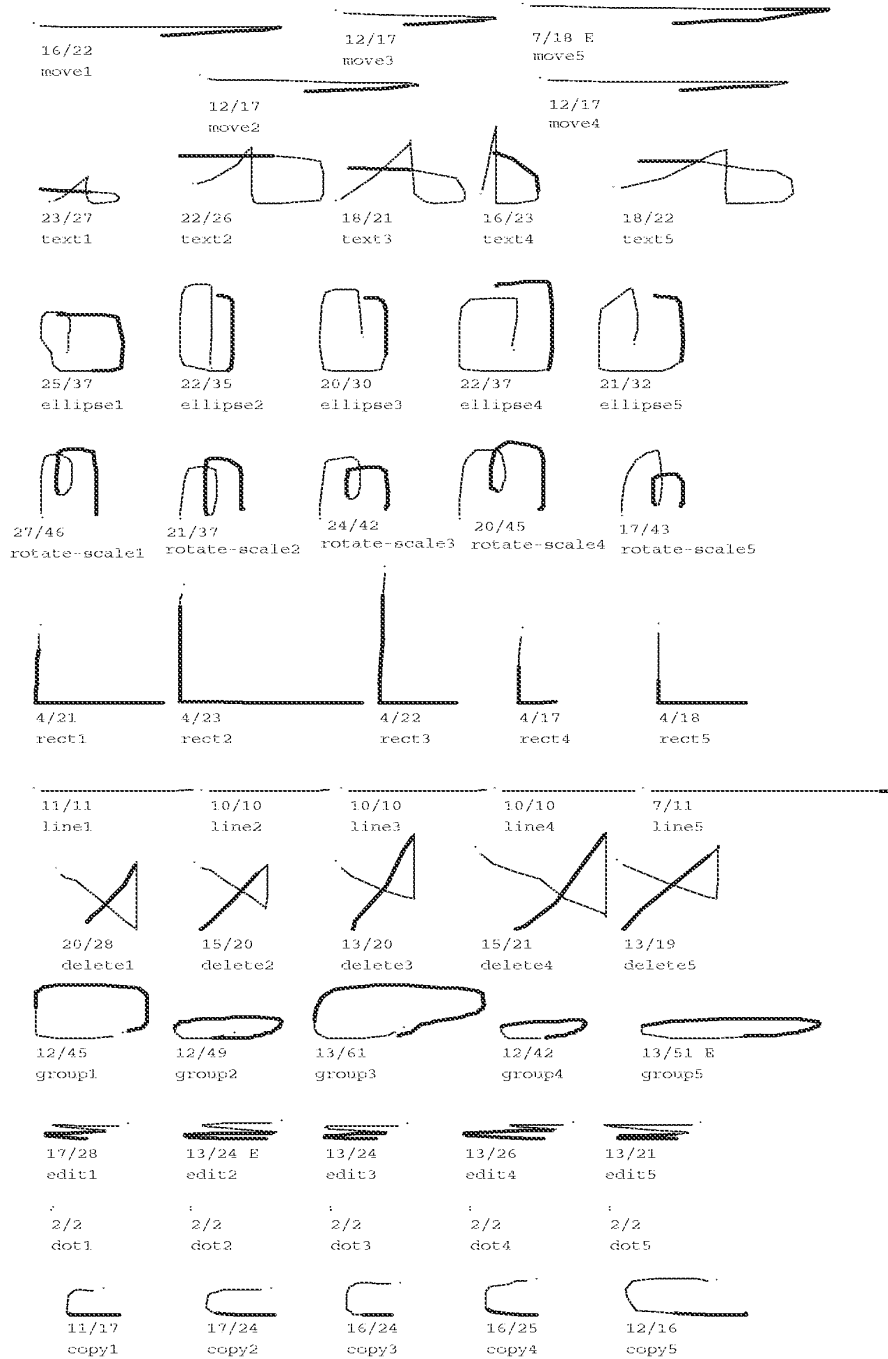 16/22
move1
12/17
move3
7/18 E
move5
12/17
move2
12/17
move4
23/27
text1
22/26
text2
18/21
text3
16/23
text4
18/22
text5
25/37
ellipse1
22/35
ellipse2
20/30
ellipse3
22/37
ellipse4
21/32
ellipse5
27/46
rotate-scale1
21/37
rotate-scale2
24/42
rotate-scale3
20/45
rotate-scale4
17/43
rotate-scale5
4/21
rect1
4/23
rect2
4/22
rect3
4/17
rect4
4/18
rect5
11/11
line1
10/10
line2
10/10
line3
10/10
line4
7/11
line5
20/28
delete1
15/20
delete2
13/20
delete3
15/21
delete4
13/19
delete5
12/45
group1
12/49
group2
13/61
group3
12/42
group4
13/51 E
group5
17/28
edit1
13/24 E
edit2
13/24
edit3
13/26
edit4
13/21
edit5
2/2
dot1
2/2
dot2
2/2
dot3
2/2
dot4
2/2
dot5
11/17
copy1
17/24
copy2
16/24
copy3
16/25
copy4
12/16
copy5